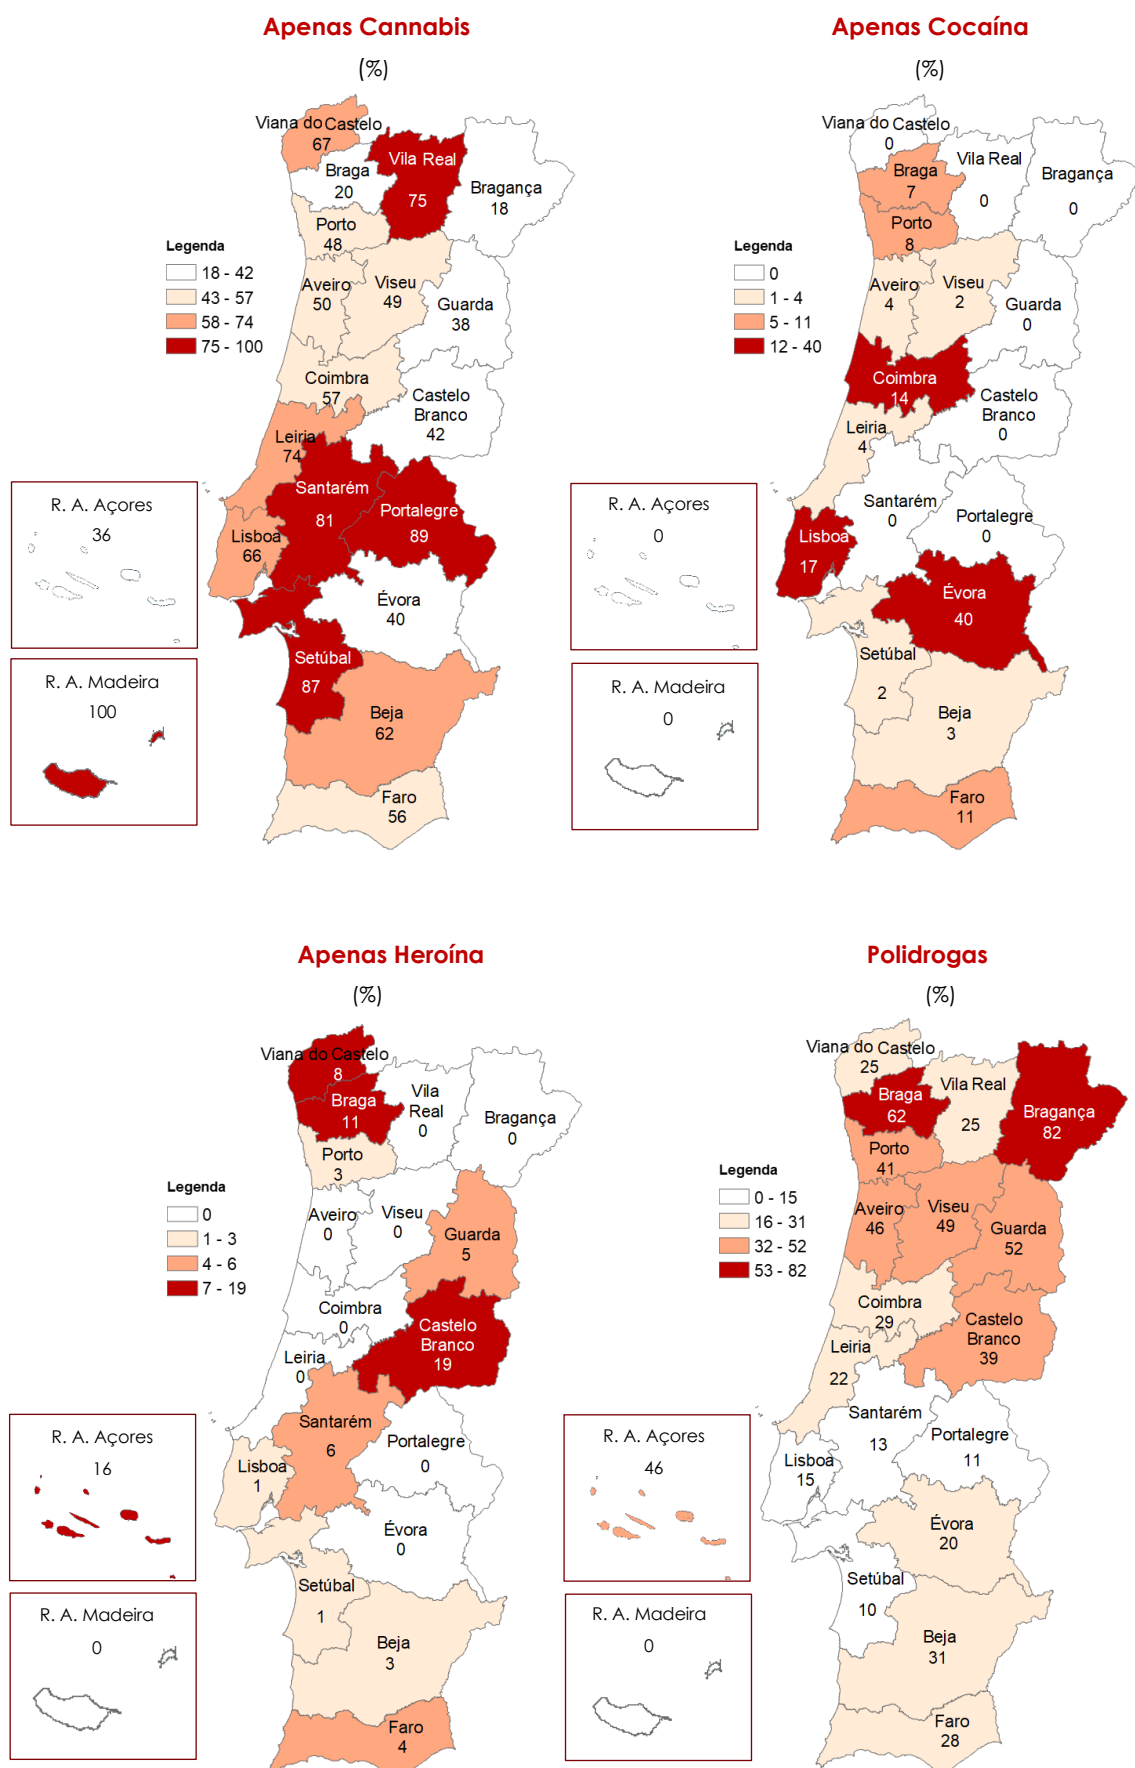 Apenas Cannabis
(%)
Viana do Castelo
67
Vila Real
75
Braga
20
Bragança
18
Porto
48
Legenda
18 - 42
43 - 57
58 - 74
75 - 100
Aveiro
50
Viseu
49
Guarda
38
Coimbra
57
Castelo
Branco
42
Leiria
74
Santarém
81
Portalegre
89
R. A. Açores
36
Lisboa
66
Évora
40
Setúbal
87
R. A. Madeira
100
Beja
62
Faro
56
Apenas Cocaína
(%)
Viana do Castelo
0
Vila Real
0
Braga
7
Bragança
0
Porto
8
Legenda
0
1 - 4
5 - 11
12 - 40
Aveiro
4
Viseu
2
Guarda
0
Coimbra
14
Castelo
Branco
0
Leiria
4
Santarém
0
Portalegre
0
R. A. Açores
0
Lisboa
17
Évora
40
Setúbal
2
R. A. Madeira
0
Beja
3
Faro
11
Apenas Heroína
(%)
Viana do Castelo
8
Vila
Real
0
Braga
11
Bragança
0
Porto
3
Legenda
0
1 - 3
4 - 6
7 - 19
Aveiro
0
Viseu
0
Guarda
5
Coimbra
0
Castelo
Branco
19
Leiria
0
Santarém
6
Portalegre
0
R. A. Açores
16
Lisboa
1
Évora
0
Setúbal
1
R. A. Madeira
0
Beja
3
Faro
4
Polidrogas
(%)
Viana do Castelo
25
Vila Real
25
Braga
62
Bragança
82
Porto
41
Legenda
0 - 15
16 - 31
32 - 52
53 - 82
Aveiro
46
Viseu
49
Guarda
52
Coimbra
29
Castelo
Branco
39
Leiria
22
Santarém
13
Portalegre
11
R. A. Açores
46
Lisboa
15
Évora
20
Setúbal
10
R. A. Madeira
0
Beja
31
Faro
28